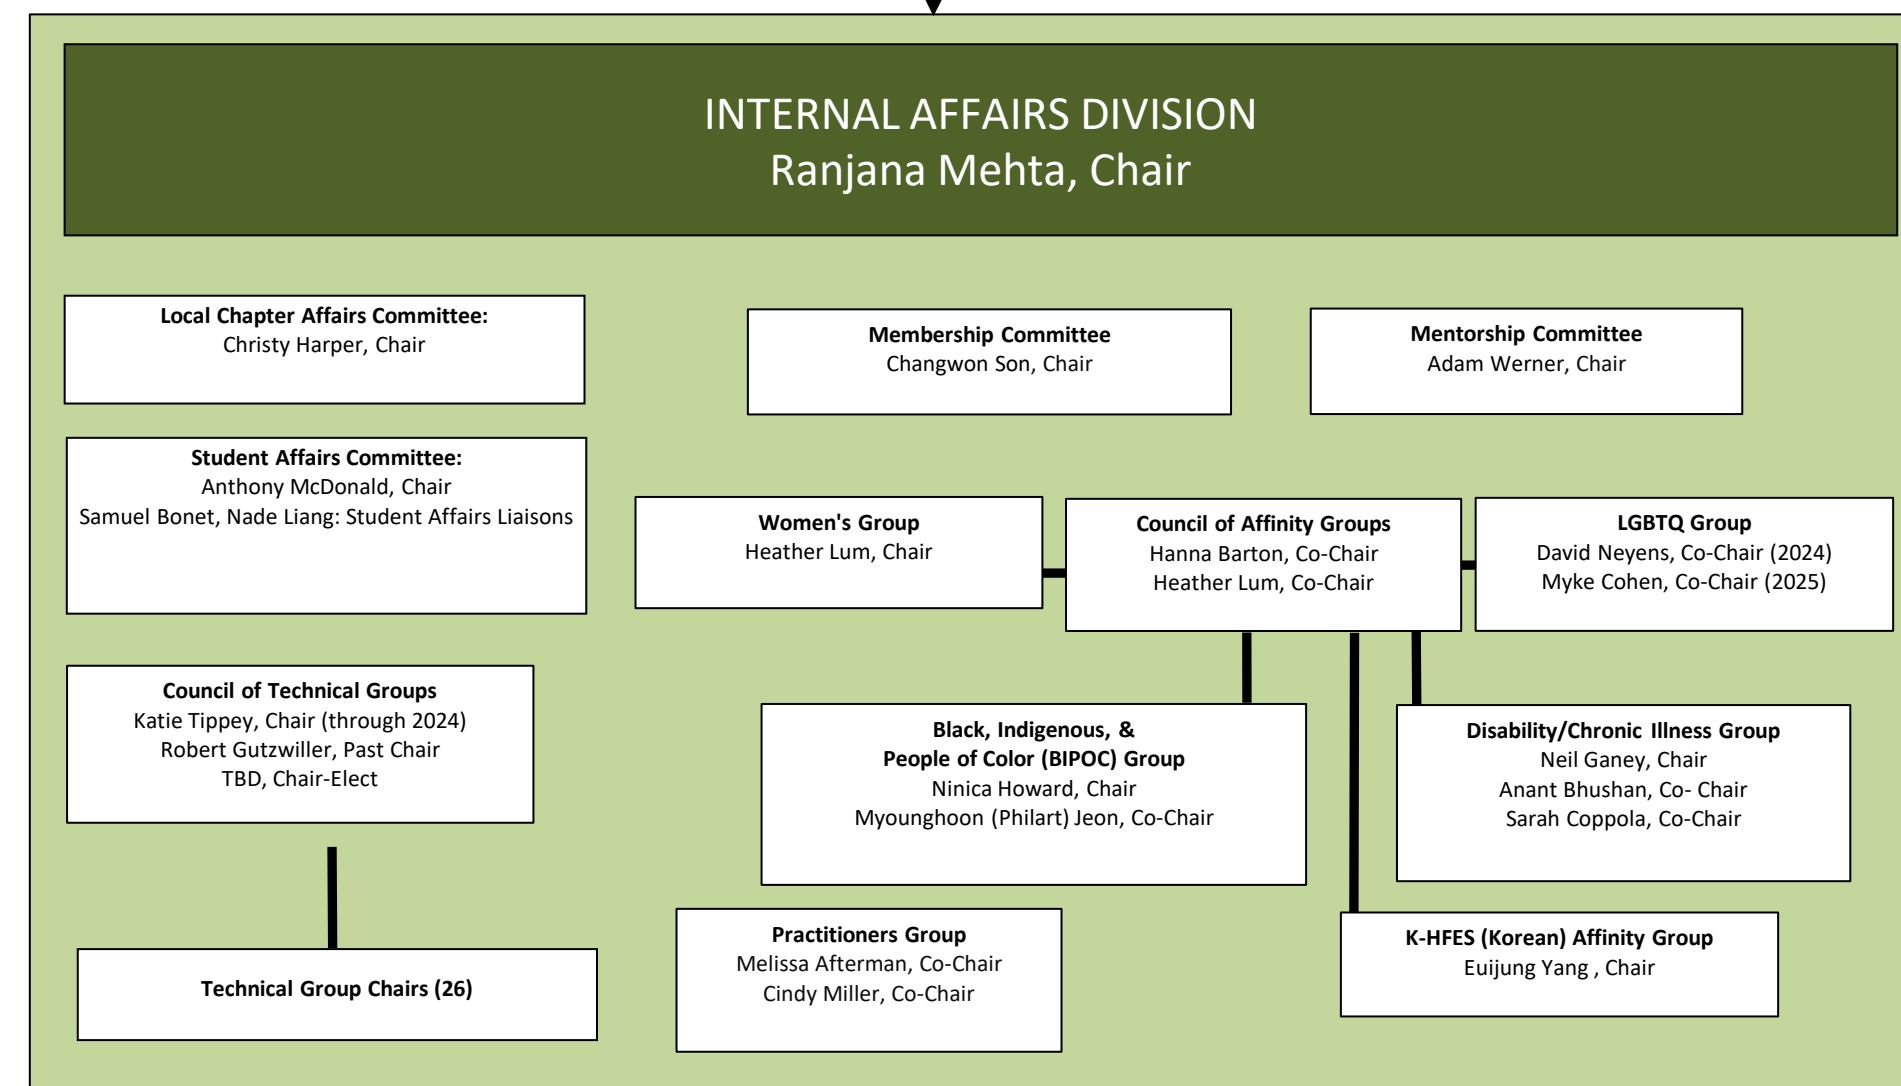 INTERNAL AFFAIRS DIVISION
Ranjana Mehta, Chair
Local Chapter Affairs Committee:
Christy Harper, Chair
Membership Committee
Changwon Son, Chair
Mentorship Committee
Adam Werner, Chair
Student Affairs Committee:
Anthony McDonald, Chair
Samuel Bonet, Nade Liang: Student Affairs Liaisons
Women's Group
Heather Lum, Chair
Council of Affinity Groups
Hanna Barton, Co-Chair
Heather Lum, Co-Chair
LGBTQ Group
David Neyens, Co-Chair (2024)
Myke Cohen, Co-Chair (2025)
Council of Technical Groups
Katie Tippey, Chair (through 2024)
Robert Gutzwiller, Past Chair
TBD, Chair-Elect
Black, Indigenous, &
People of Color (BIPOC) Group
Ninica Howard, Chair
Myounghoon (Philart) Jeon, Co-Chair
Disability/Chronic Illness Group
Neil Ganey, Chair
Anant Bhushan, Co- Chair
Sarah Coppola, Co-Chair
Technical Group Chairs (26)
Practitioners Group
Melissa Afterman, Co-Chair
Cindy Miller, Co-Chair
K-HFES (Korean) Affinity Group
Euijung Yang , Chair